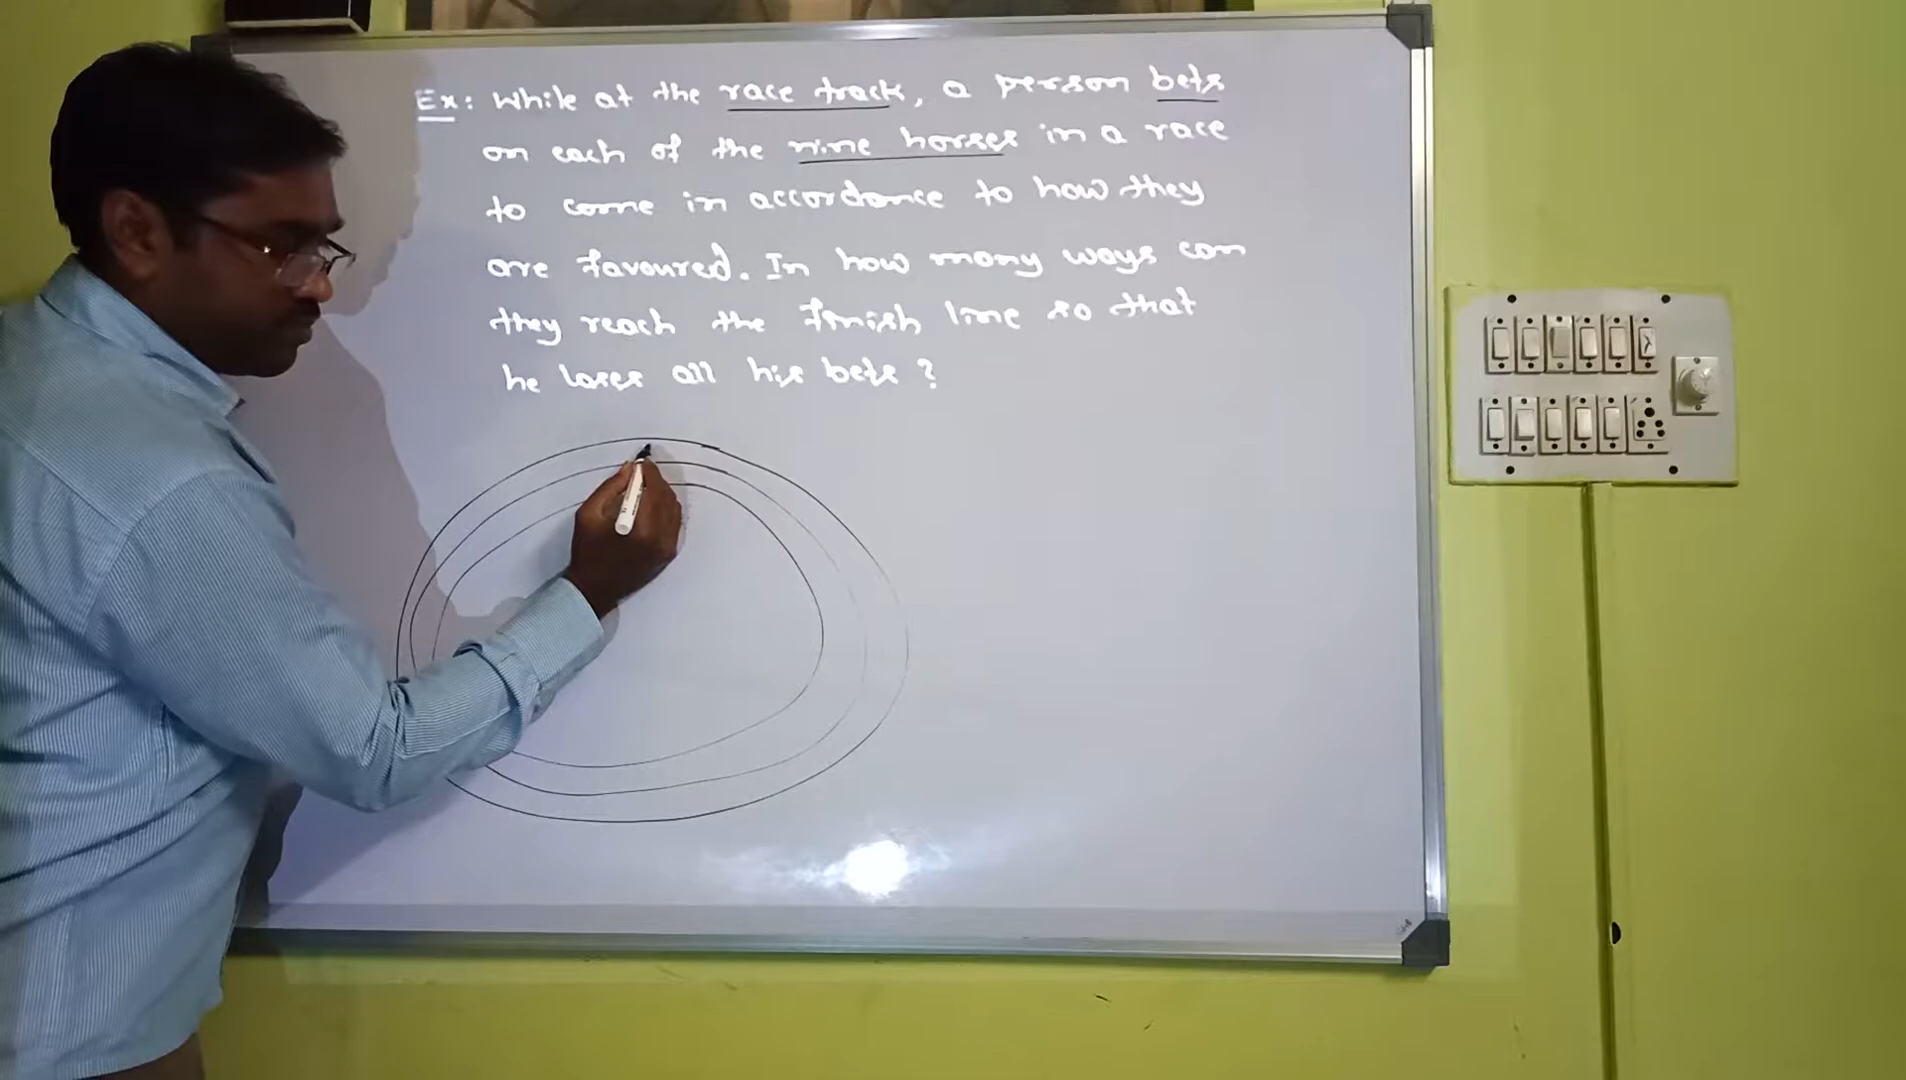 Ex: While at the race track, a person bets
on each of the nine horses in a race
to come in accordance to how they
are favoured. In how many ways can
they reach the finish line so that
he loses all his bets?